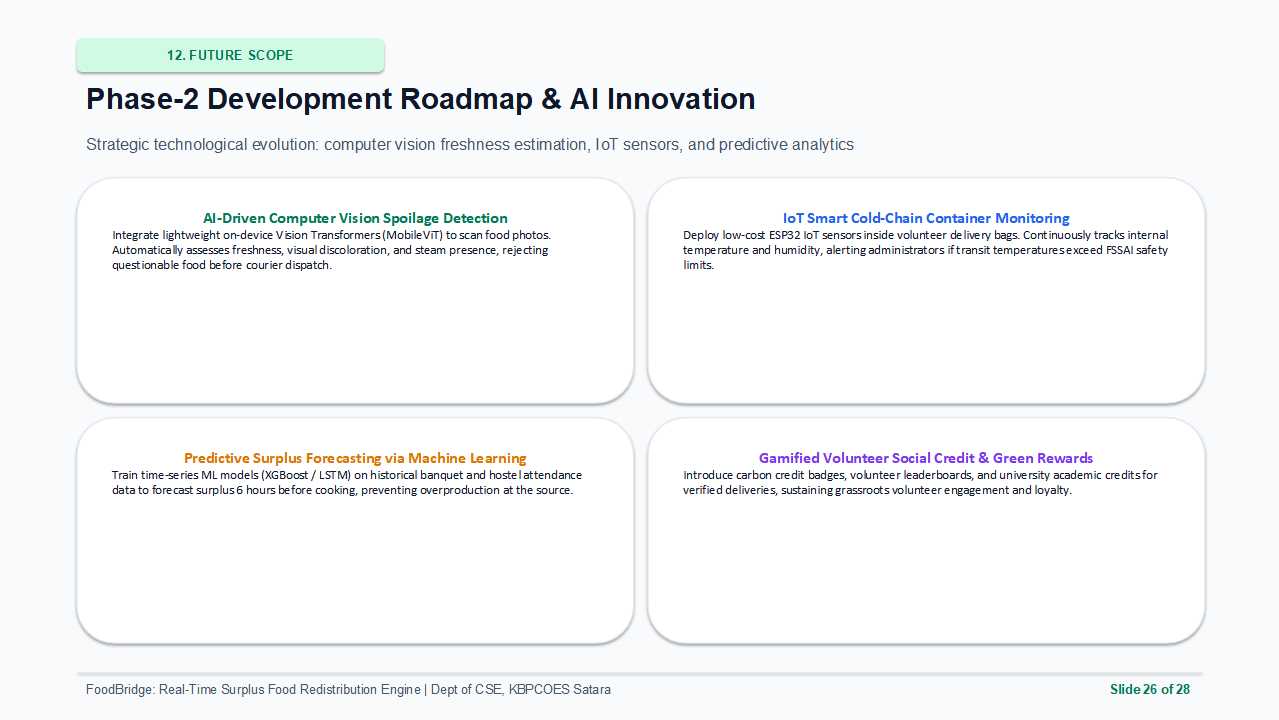 12. FUTURE SCOPE
Phase-2 Development Roadmap & AI Innovation
Strategic technological evolution: computer vision freshness estimation, IoT sensors, and predictive analytics
AI-Driven Computer Vision Spoilage Detection
Integrate lightweight on-device Vision Transformers (MobileViT) to scan food photos.
Automatically assesses freshness, visual discoloration, and steam presence, rejecting
questionable food before courier dispatch.
IoT Smart Cold-Chain Container Monitoring
Deploy low-cost ESP32 IoT sensors inside volunteer delivery bags. Continuously tracks internal
temperature and humidity, alerting administrators if transit temperatures exceed FSSAI safety
limits.
Predictive Surplus Forecasting via Machine Learning
Train time-series ML models (XGBoost / LSTM) on historical banquet and hostel attendance
data to forecast surplus 6 hours before cooking, preventing overproduction at the source.
Gamified Volunteer Social Credit & Green Rewards
Introduce carbon credit badges, volunteer leaderboards, and university academic credits for
verified deliveries, sustaining grassroots volunteer engagement and loyalty.
FoodBridge: Real-Time Surplus Food Redistribution Engine | Dept of CSE, KBPCOES Satara
Slide 26 of 28